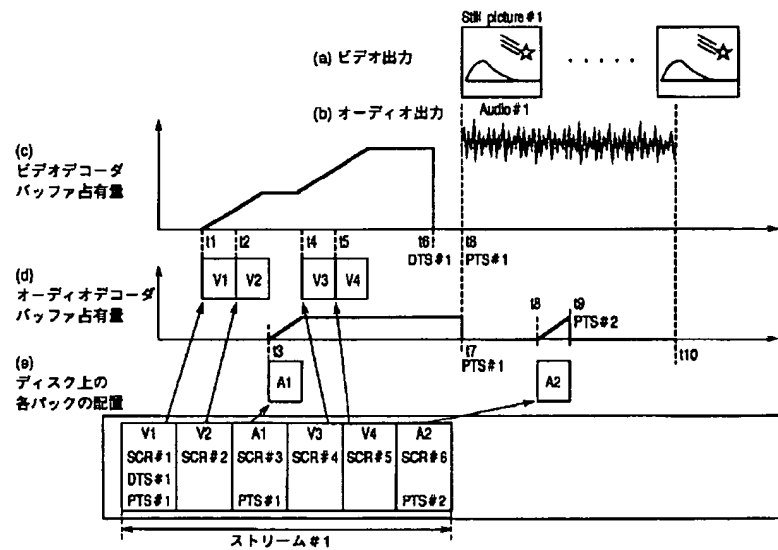 Still picture#1
(a) ビデオ出力
(b) オーディオ出力
Audio#1
(c)
ビデオデコーダ
バッファ占有量
t1 t2 t4 t5 t6 t8
DTS#1 PTS#1
(d)
オーディオデコーダ
バッファ占有量
V1 V2 V3 V4
t3
t7
PTS#1
t8
t9
PTS#2
t10
(e)
ディスク上の
各パックの配置
A1
A2
V1 V2 A1 V3 V4 A2
SCR#1 SCR#2 SCR#3 SCR#4 SCR#5 SCR#6
DTS#1
PTS#1 PTS#1 PTS#2
ストリーム#1